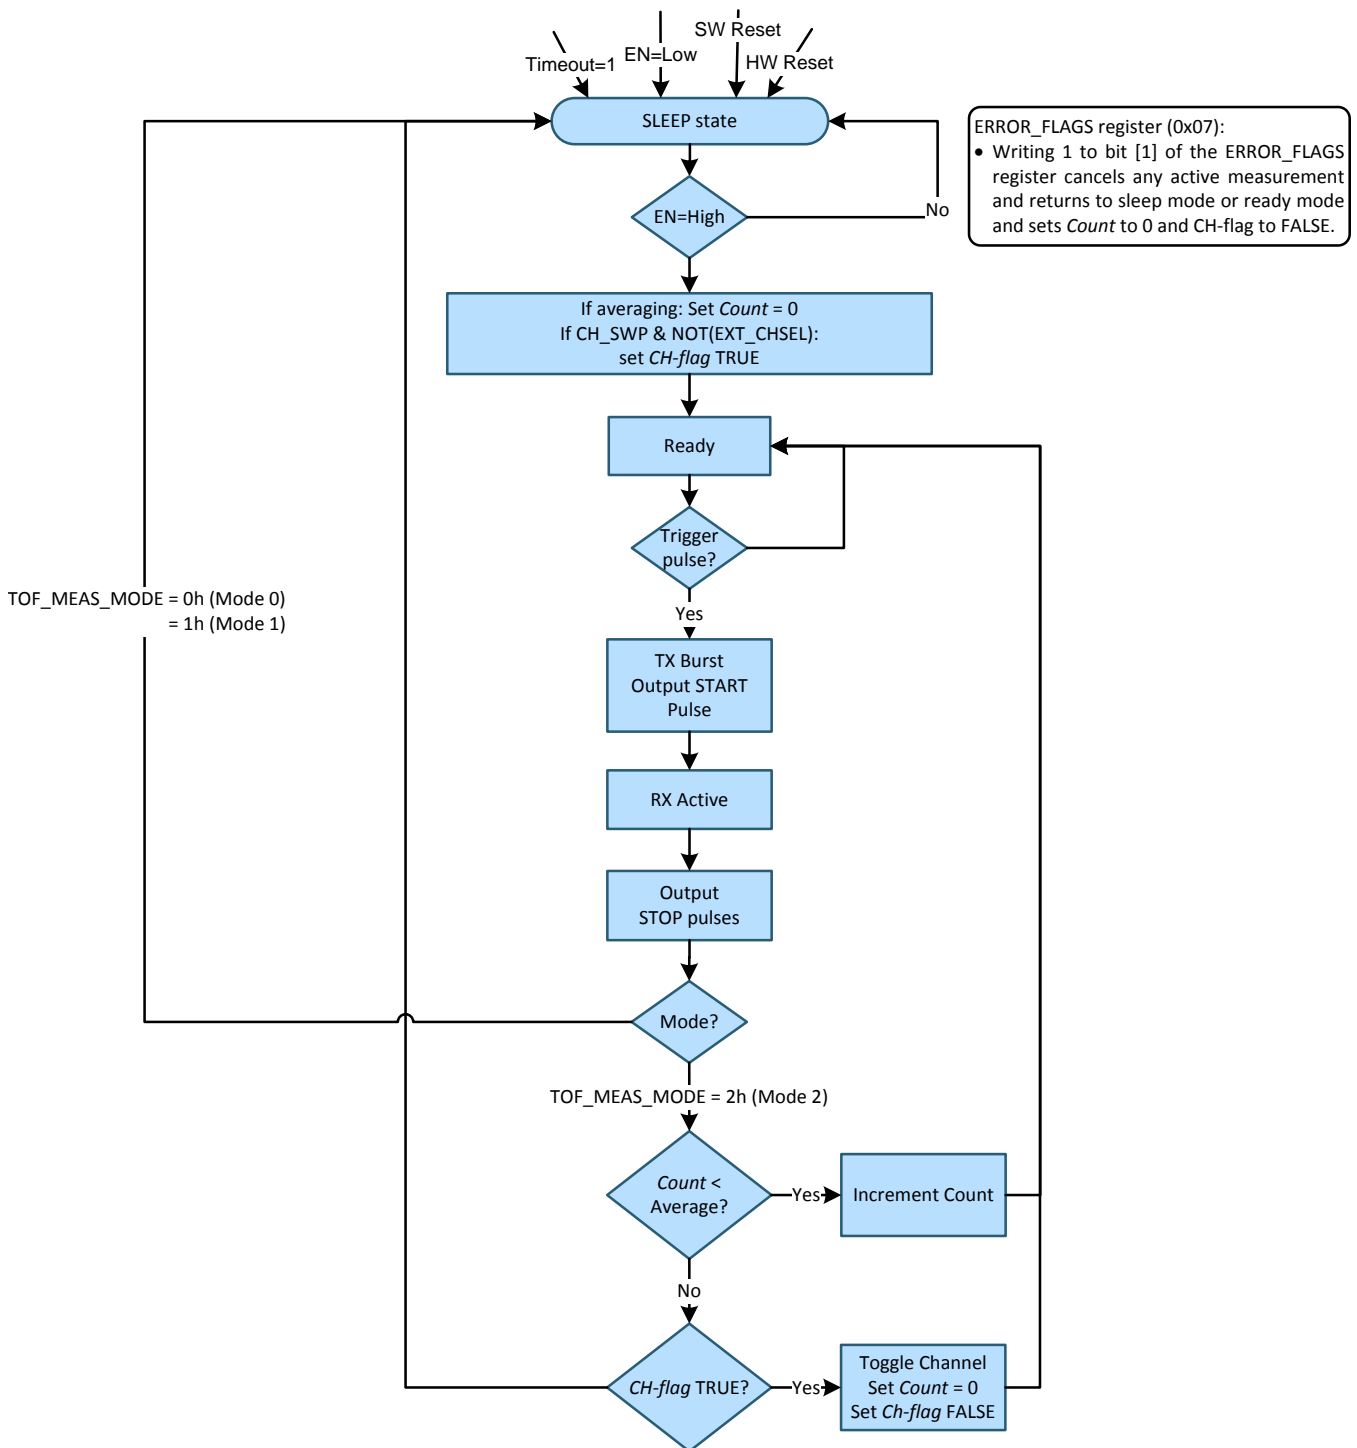 SW Reset
EN=Low
Timeout=1
HW Reset
SLEEP state
ERROR_FLAGS register (0x07):
• Writing 1 to bit [1] of the ERROR_FLAGS
register cancels any active measurement
and returns to sleep mode or ready mode
and sets Count to 0 and CH-flag to FALSE.
EN=High
No
If averaging: Set Count = 0
If CH_SWP & NOT(EXT_CHSEL):
set CH-flag TRUE
Ready
Trigger
pulse?
Yes
TOF_MEAS_MODE = 0h (Mode 0)
= 1h (Mode 1)
TX Burst
Output START
Pulse
RX Active
Output
STOP pulses
Mode?
TOF_MEAS_MODE = 2h (Mode 2)
Count <
Average?
Yes
Increment Count
No
CH-flag TRUE?
Yes
Toggle Channel
Set Count = 0
Set Ch-flag FALSE